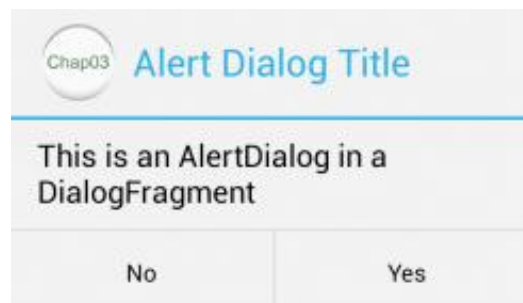 Chap03
Alert Dialog Title
This is an AlertDialog in a
DialogFragment
No
Yes